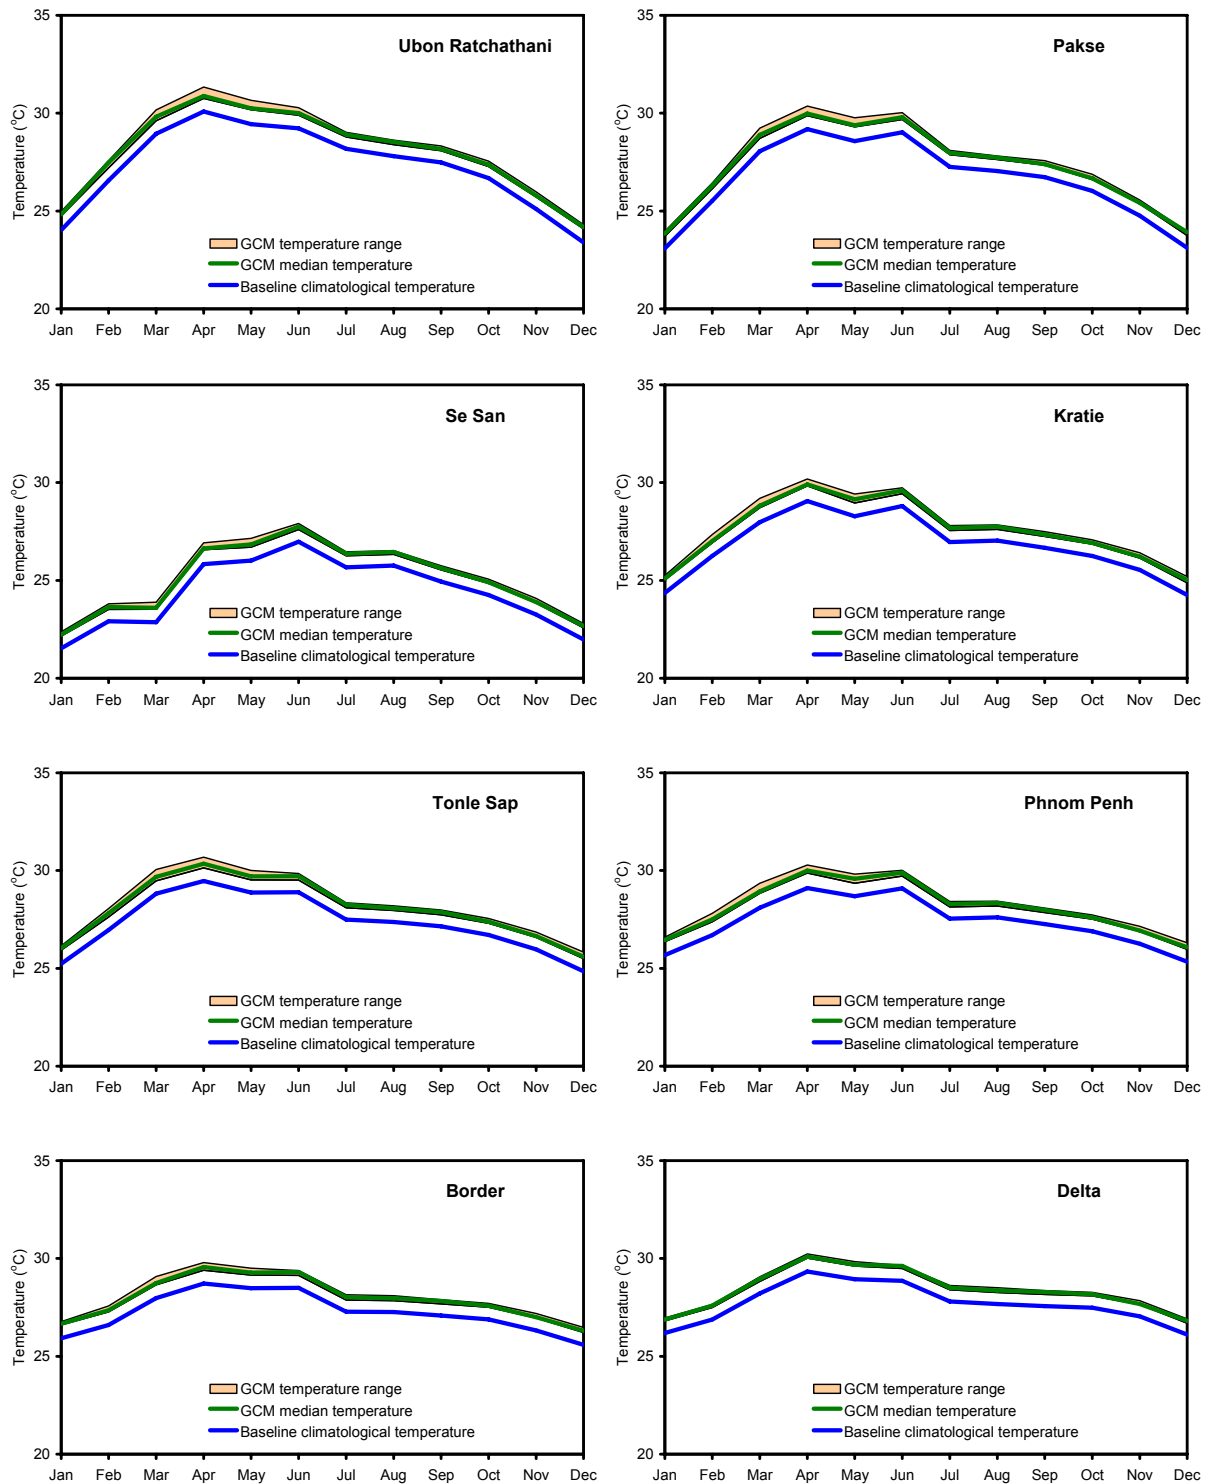 35
Ubon Ratchathani
30
Temperature (°C)
25
GCM temperature range
GCM median temperature
Baseline climatological temperature
20
Jan Feb Mar Apr May Jun Jul Aug Sep Oct Nov Dec
35
Pakse
30
Temperature (°C)
25
GCM temperature range
GCM median temperature
Baseline climatological temperature
20
Jan Feb Mar Apr May Jun Jul Aug Sep Oct Nov Dec
35
Se San
30
Temperature (°C)
25
GCM temperature range
GCM median temperature
Baseline climatological temperature
20
Jan Feb Mar Apr May Jun Jul Aug Sep Oct Nov Dec
35
Kratie
30
Temperature (°C)
25
GCM temperature range
GCM median temperature
Baseline climatological temperature
20
Jan Feb Mar Apr May Jun Jul Aug Sep Oct Nov Dec
35
Tonle Sap
30
Temperature (°C)
25
GCM temperature range
GCM median temperature
Baseline climatological temperature
20
Jan Feb Mar Apr May Jun Jul Aug Sep Oct Nov Dec
35
Phnom Penh
30
Temperature (°C)
25
GCM temperature range
GCM median temperature
Baseline climatological temperature
20
Jan Feb Mar Apr May Jun Jul Aug Sep Oct Nov Dec
35
Border
30
Temperature (°C)
25
GCM temperature range
GCM median temperature
Baseline climatological temperature
20
Jan Feb Mar Apr May Jun Jul Aug Sep Oct Nov Dec
35
Delta
30
Temperature (°C)
25
GCM temperature range
GCM median temperature
Baseline climatological temperature
20
Jan Feb Mar Apr May Jun Jul Aug Sep Oct Nov Dec